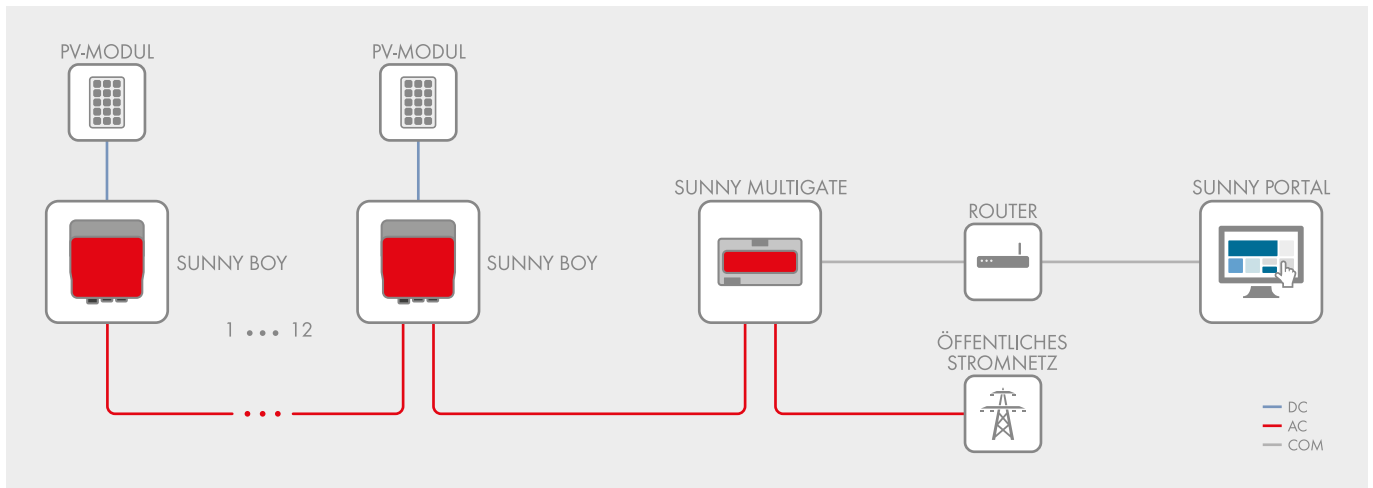 PV-MODUL
PV-MODUL
SUNNY MULTIGATE
SUNNY PORTAL
ROUTER
SUNNY BOY
SUNNY BOY
1 ... 12
ÖFFENTLICHES
STROMNETZ
DC
AC
COM